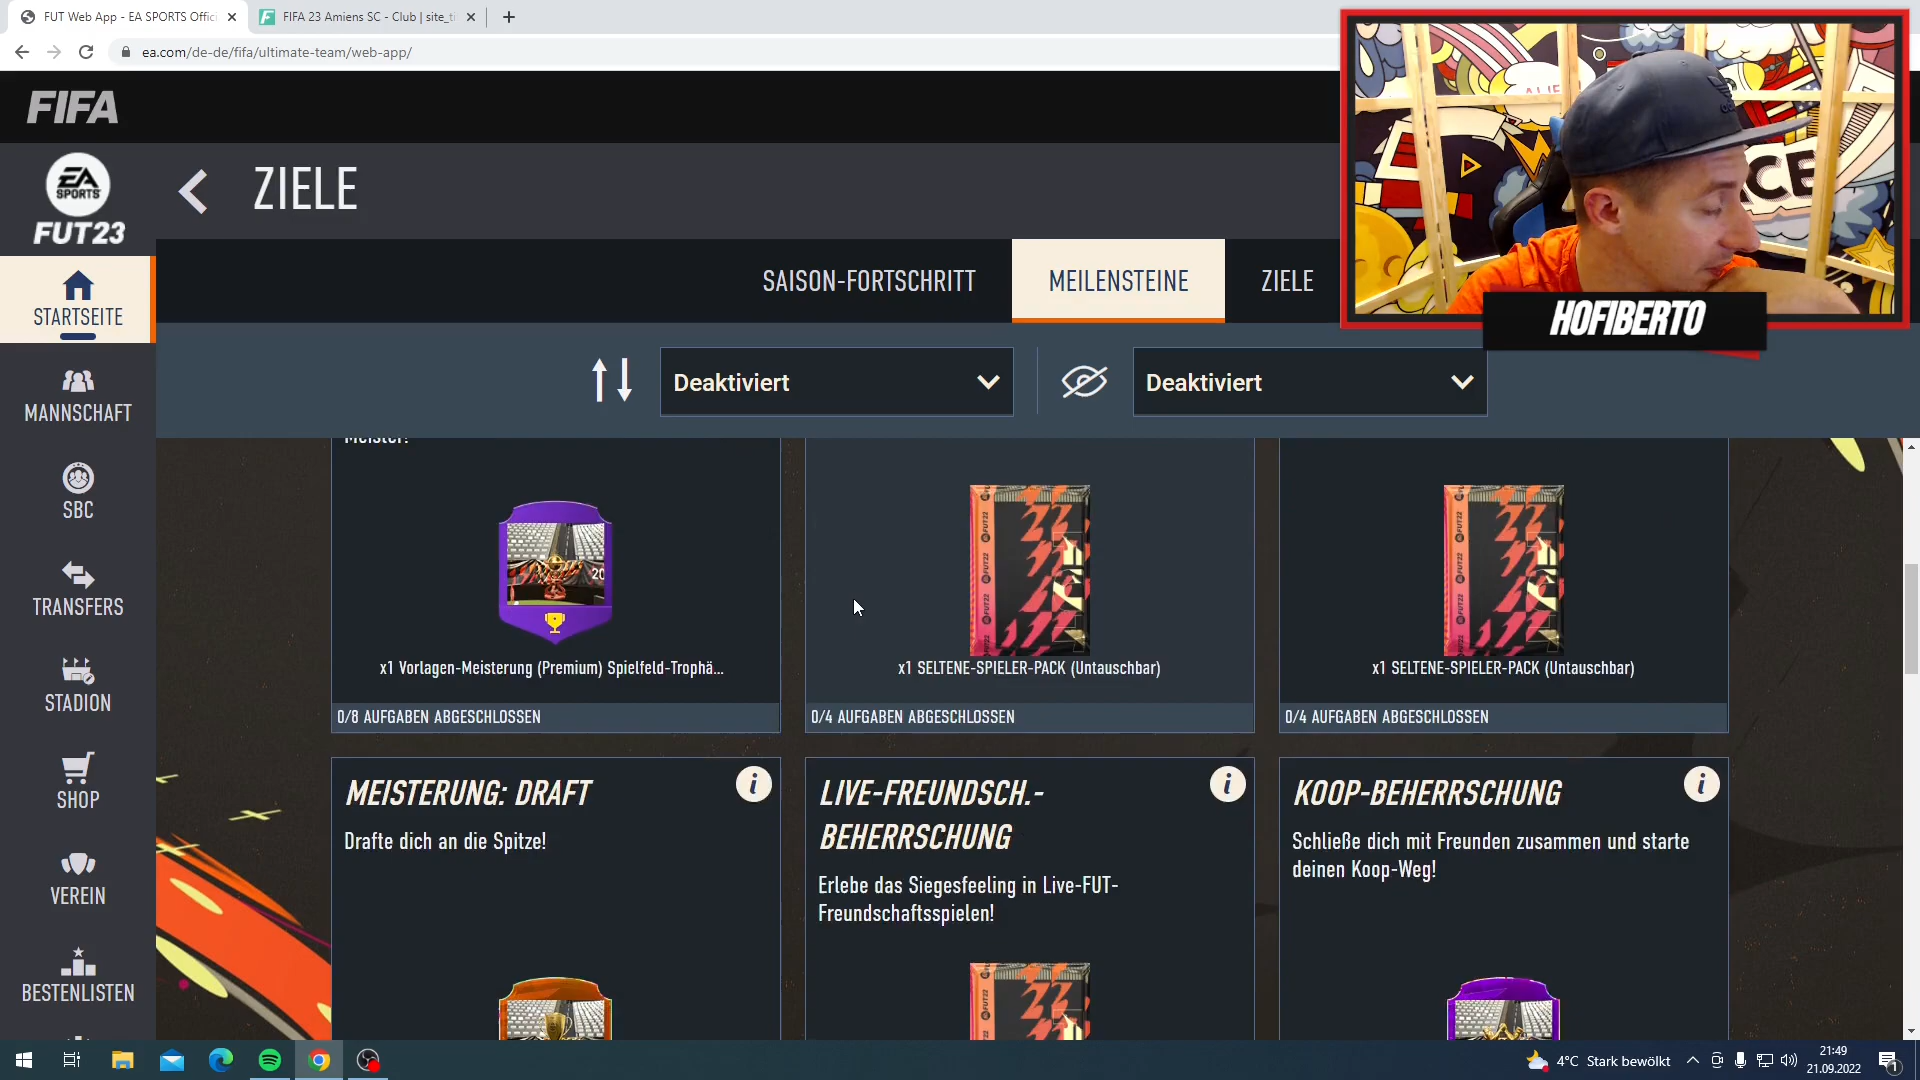 FUT Web App - EA SPORTS Offici
FIFA 23 Amiens SC - Club | site_ti
ea.com/de-de/fifa/ultimate-team/web-app/
FIFA
EA
SPORTS
FUT23
ZIELE
SAISON-FORTSCHRITT
MEILENSTEINE
ZIELE
HOFIBERTO
Deaktiviert
Deaktiviert
STARTSEITE
MANNSCHAFT
SBC
TRANSFERS
STADION
SHOP
VEREIN
BESTENLISTEN
Meister!
x1 Vorlagen-Meisterung (Premium) Spielfeld-Trophä...
0/8 AUFGABEN ABGESCHLOSSEN
x1 SELTENE-SPIELER-PACK (Untauschbar)
0/4 AUFGABEN ABGESCHLOSSEN
x1 SELTENE-SPIELER-PACK (Untauschbar)
0/4 AUFGABEN ABGESCHLOSSEN
MEISTERUNG: DRAFT
Drafte dich an die Spitze!
LIVE-FREUNDSCH.-
BEHERRSCHUNG
Erlebe das Siegesfeeling in Live-FUT-
Freundschaftsspielen!
KOOP-BEHERRSCHUNG
Schließe dich mit Freunden zusammen und starte
deinen Koop-Weg!
4°C Stark bewölkt
21:49
21.09.2022